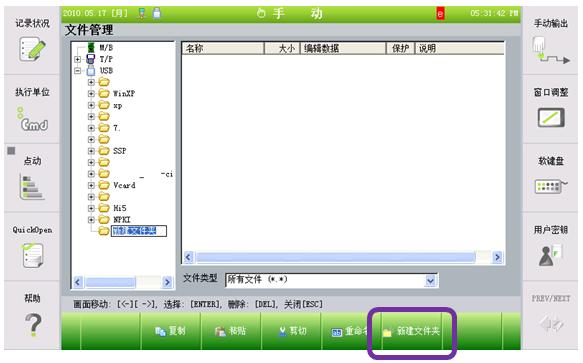 记录状况
执行单位
Cmd
点动
QuickOpen
帮助
2010.05.17 [月]
手 动
e
05:31:42 PM
文件管理
M/B
T/P
USB
WinXP
xp
7.
SSP
_ -ci
Vcard
Hi5
NPKI
新建文件夹
名称
大小
编辑数据
保护
说明
文件类型
所有文件 (*.*)
画面移动: [<-][ ->], 选择: [ENTER], 删除: [DEL], 关闭[ESC]
复制
粘贴
剪切
重命名
新建文件夹
手动输出
窗口调整
软键盘
用户密钥
PREV/NEXT